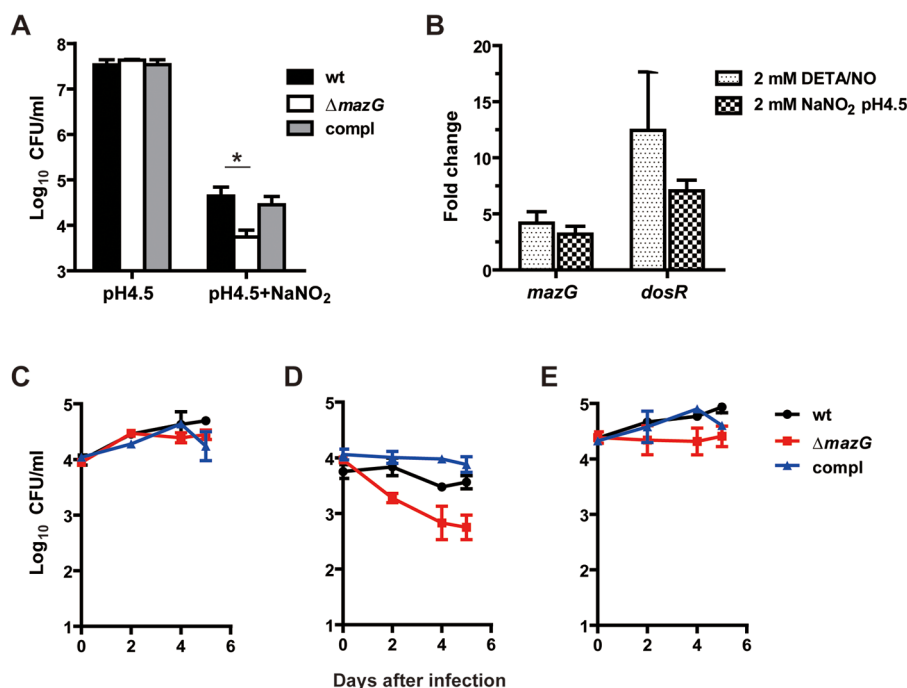 A
Log₁₀ CFU/ml
8
7
6
5
4
3
pH4.5
pH4.5+NaNO₂
*
wt
ΔmazG
compl
B
Fold change
20
15
10
5
0
mazG
dosR
2 mM DETA/NO
2 mM NaNO₂ pH4.5
C
Log₁₀ CFU/ml
5
4
3
2
1
0
2
4
6
D
5
4
3
2
1
0
2
4
6
E
5
4
3
2
1
0
2
4
6
wt
ΔmazG
compl
Days after infection